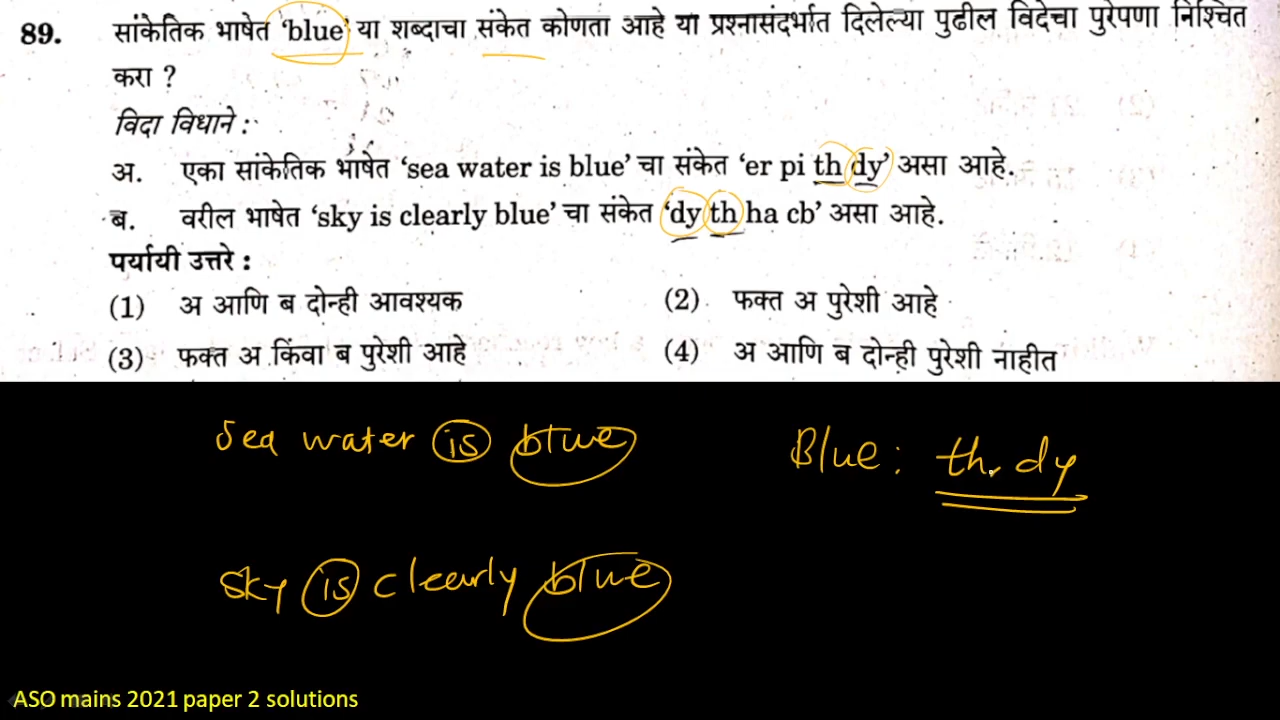 89. सांकेतिक भाषेत ‘blue’ या शब्दाचा संकेत कोणता आहे या प्रश्नासंदर्भात दिलेल्या पुढील विदेचा पुरेपणा निश्चित
करा ?
विदा विधाने :
अ. एका सांकेतिक भाषेत ‘sea water is blue’ चा संकेत ‘er pi th dy’ असा आहे.
ब. वरील भाषेत ‘sky is clearly blue’ चा संकेत ‘dy th ha cb’ असा आहे.
पर्यायी उत्तरे :
(1) अ आणि ब दोन्ही आवश्यक (2) फक्त अ पुरेशी आहे
(3) फक्त अ किंवा ब पुरेशी आहे (4) अ आणि ब दोन्ही पुरेशी नाहीत
Sea water is blue Blue: th. dy
sky is clearly blue
ASO mains 2021 paper 2 solutions